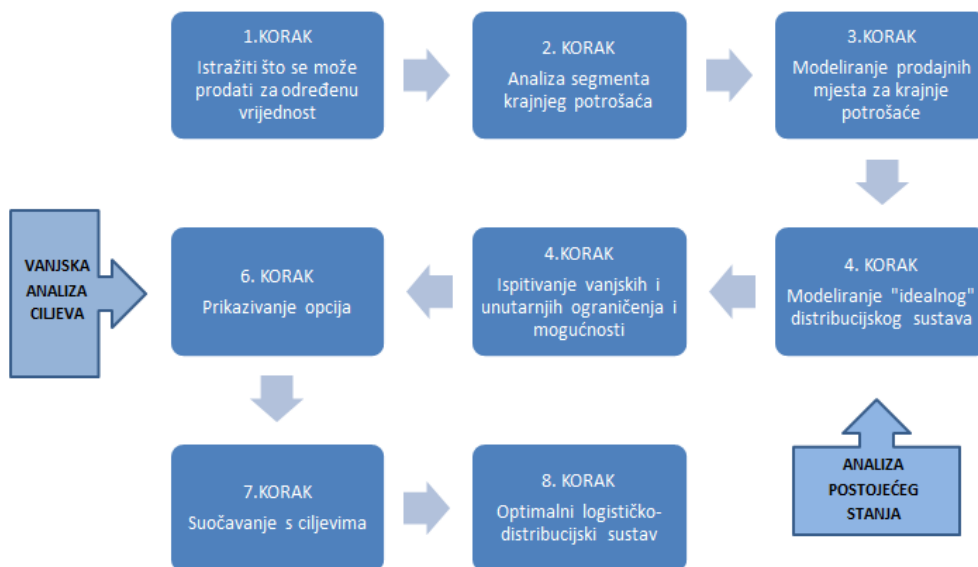 1.KORAK
Istražiti što se može
prodati za određenu
vrijednost
2. KORAK
Analiza segmenta
krajnjeg potrošaća
3.KORAK
Modeliranje prodajnih
mjesta za krajnje
potrošaće
4. KORAK
Modeliranje "idealnog"
distribucijskog sustava
4.KORAK
Ispitivanje vanjskih i
unutarnjih ograničenja i
mogućnosti
6. KORAK
Prikazivanje opcija
VANJSKA
ANALIZA
CILJEVA
7.KORAK
Suočavanje s ciljevima
8. KORAK
Optimalni logističko-
distribucijski sustav
ANALIZA
POSTOJEĆEG
STANJA